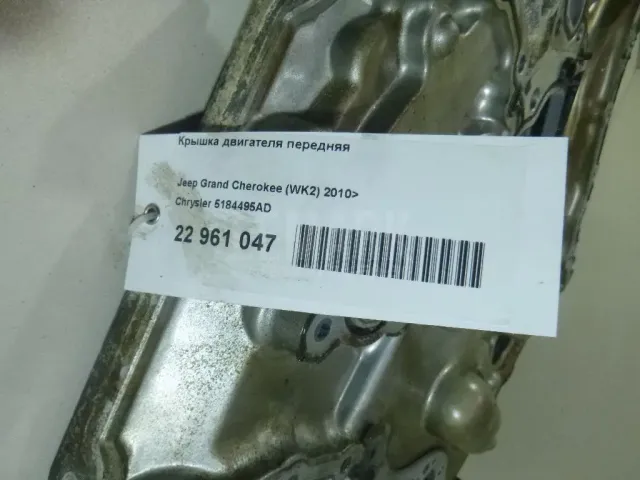 Крышка двигателя передняя
Jeep Grand Cherokee (WK2) 2010>
Chrysler 5184495AD
22 961 047